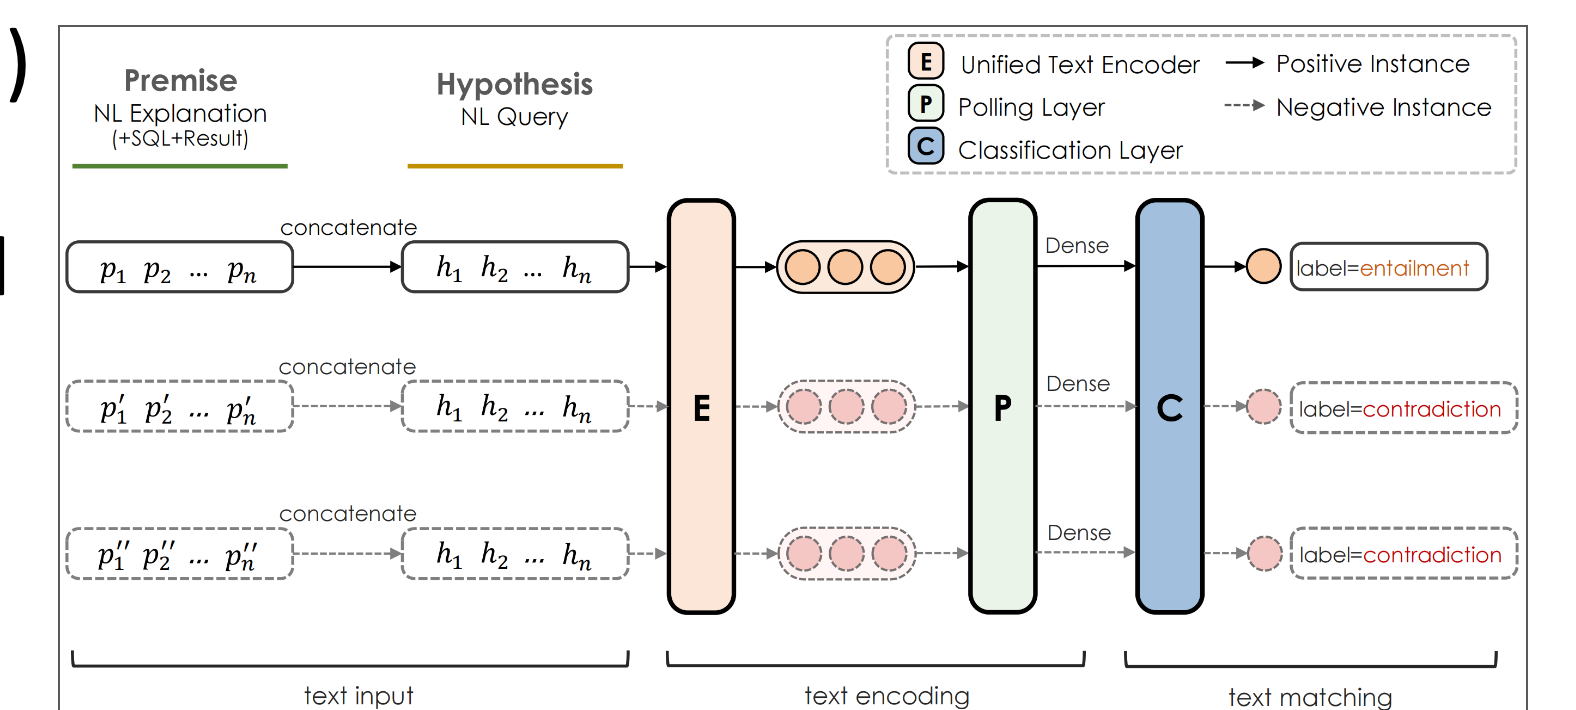 )
Premise
NL Explanation
(+SQL+Result)
Hypothesis
NL Query
E Unified Text Encoder
P Polling Layer
C Classification Layer
Positive Instance
Negative Instance
concatenate
p₁ p₂ ... pₙ
h₁ h₂ ... hₙ
Dense
label=entailment
concatenate
p′₁ p′₂ ... p′ₙ
h₁ h₂ ... hₙ
E
P
Dense
C
label=contradiction
concatenate
p′′₁ p′′₂ ... p′′ₙ
h₁ h₂ ... hₙ
Dense
label=contradiction
text input
text encoding
text matching